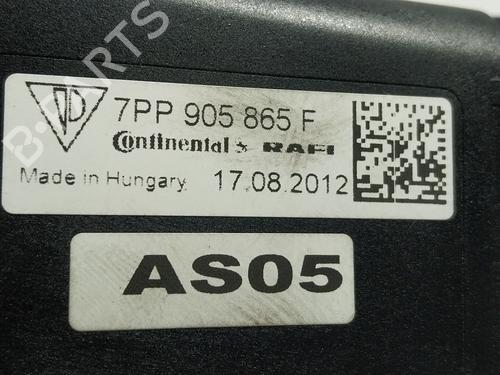 7PP 905 865 F
Continental & RAFI
Made in Hungary 17.08.2012
AS05
B-PARTS